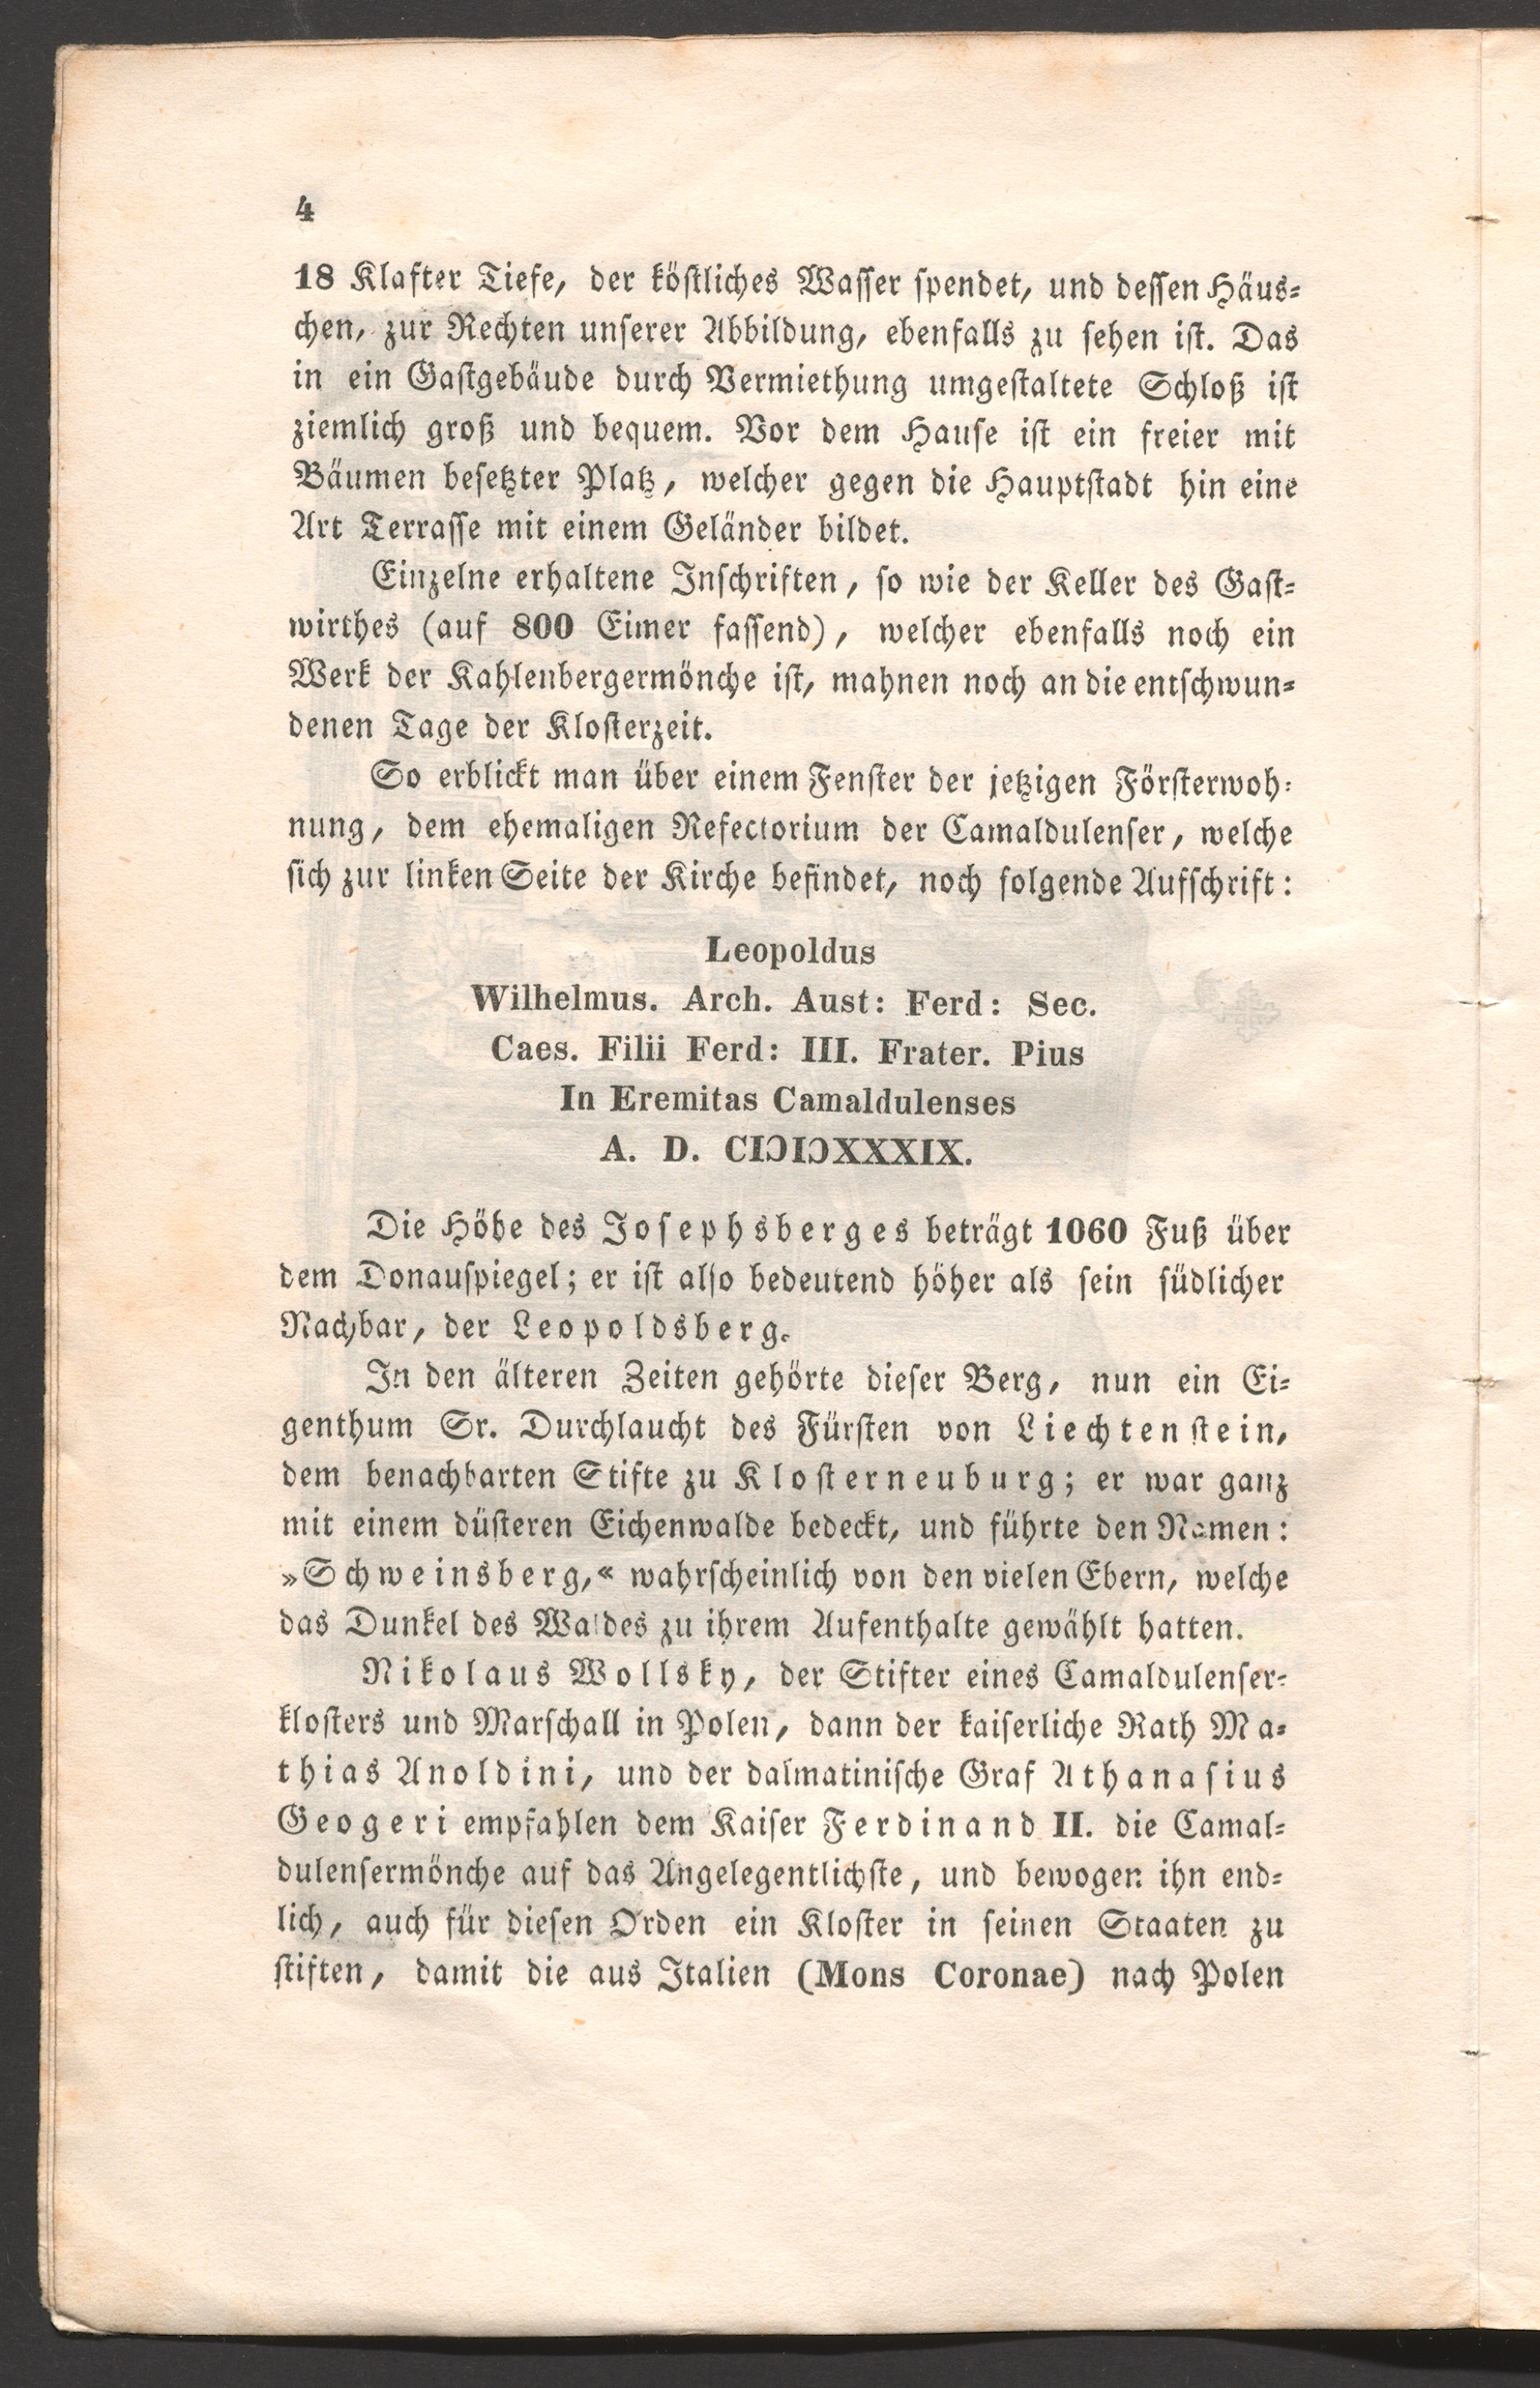 4
18 Klafter Tiefe, der köstliches Wasser spendet, und dessen Häus-
chen, zur Rechten unserer Abbildung, ebenfalls zu sehen ist. Das
in ein Gastgebäude durch Vermiethung umgestaltete Schloß ist
ziemlich groß und bequem. Vor dem Hause ist ein freier mit
Bäumen besetzter Platz, welcher gegen die Hauptstadt hin eine
Art Terrasse mit einem Geländer bildet.
Einzelne erhaltene Inschriften, so wie der Keller des Gast-
wirthes (auf 800 Eimer fassend), welcher ebenfalls noch ein
Werk der Kahlenbergermönche ist, mahnen noch an die entschwun-
denen Tage der Klosterzeit.
So erblickt man über einem Fenster der jetzigen Försterwoh-
nung, dem ehemaligen Refectorium der Camaldulenser, welche
sich zur linken Seite der Kirche befindet, noch folgende Aufschrift:
Leopoldus
Wilhelmus. Arch. Aust: Ferd: Sec.
Caes. Filii Ferd: III. Frater. Pius
In Eremitas Camaldulenses
A. D. CIƆIƆXXXIX.
Die Höhe des Josephsberges beträgt 1060 Fuß über
dem Donauspiegel; er ist also bedeutend höher als sein südlicher
Nachbar, der Leopoldsberg.
In den älteren Zeiten gehörte dieser Berg, nun ein Ei-
genthum Sr. Durchlaucht des Fürsten von Liechtenstein,
dem benachbarten Stifte zu Klosterneuburg; er war ganz
mit einem düsteren Eichenwalde bedeckt, und führte den Namen:
»Schweinsberg,« wahrscheinlich von den vielen Ebern, welche
das Dunkel des Waldes zu ihrem Aufenthalte gewählt hatten.
Nikolaus Wollsky, der Stifter eines Camaldulenser-
klosters und Marschall in Polen, dann der kaiserliche Rath Ma-
thias Anoldini, und der dalmatinische Graf Athanasius
Geogeri empfahlen dem Kaiser Ferdinand II. die Camal-
dulensermönche auf das Angelegentlichste, und bewogen ihn end-
lich, auch für diesen Orden ein Kloster in seinen Staaten zu
stiften, damit die aus Italien (Mons Coronae) nach Polen